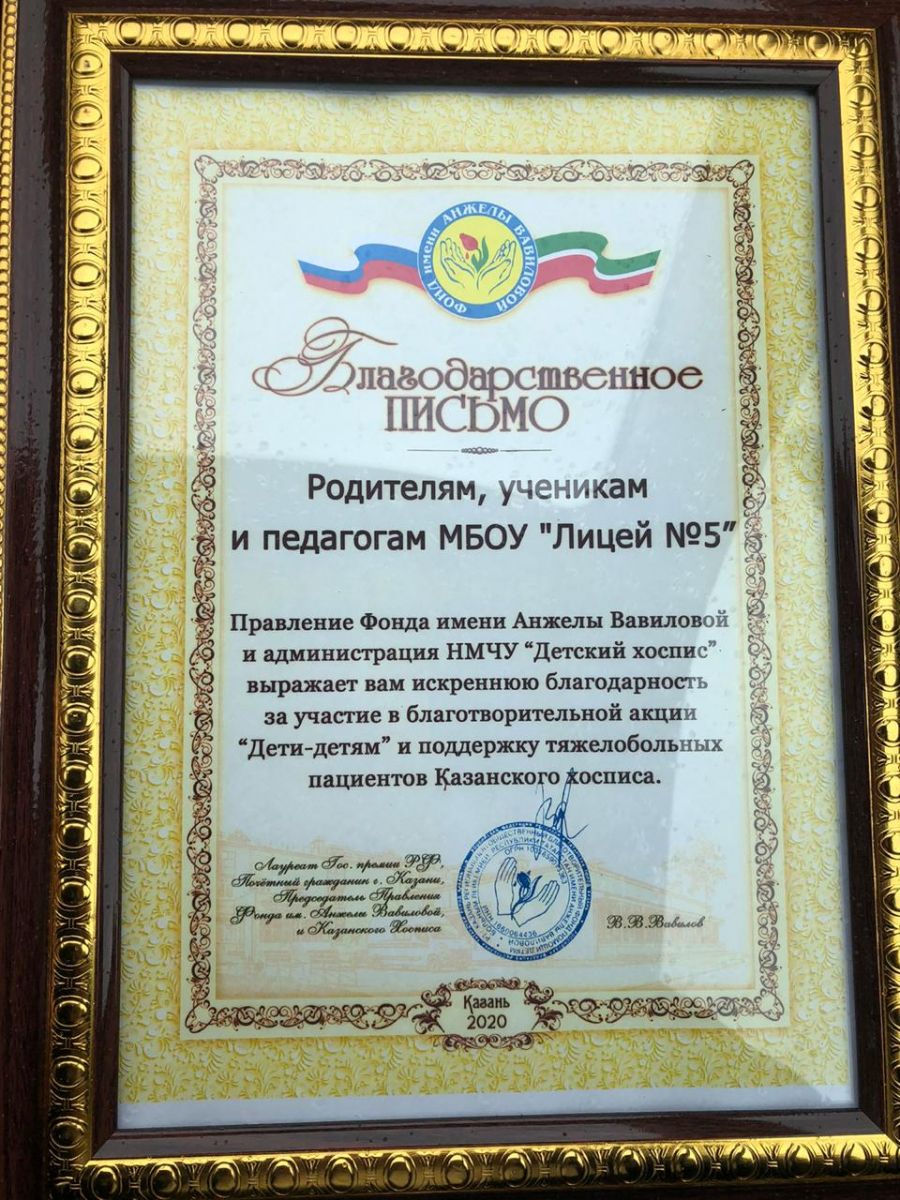 ФОНД имени АНЖЕЛЫ ВАВИЛОВОЙ
Благодарственное
ПИСЬМО
Родителям, ученикам
и педагогам МБОУ "Лицей №5”
Правление Фонда имени Анжелы Вавиловой
и администрация НМЧУ “Детский хоспис”
выражает вам искреннюю благодарность
за участие в благотворительной акции
“Дети-детям” и поддержку тяжелобольных
пациентов Казанского хосписа.
Лауреат Гос. премии РФ,
Почётный гражданин г. Казани,
Председатель Правления
Фонда им. Анжелы Вавиловой,
и Казанского Хосписа
В.В.Вавилов
Казань
2020